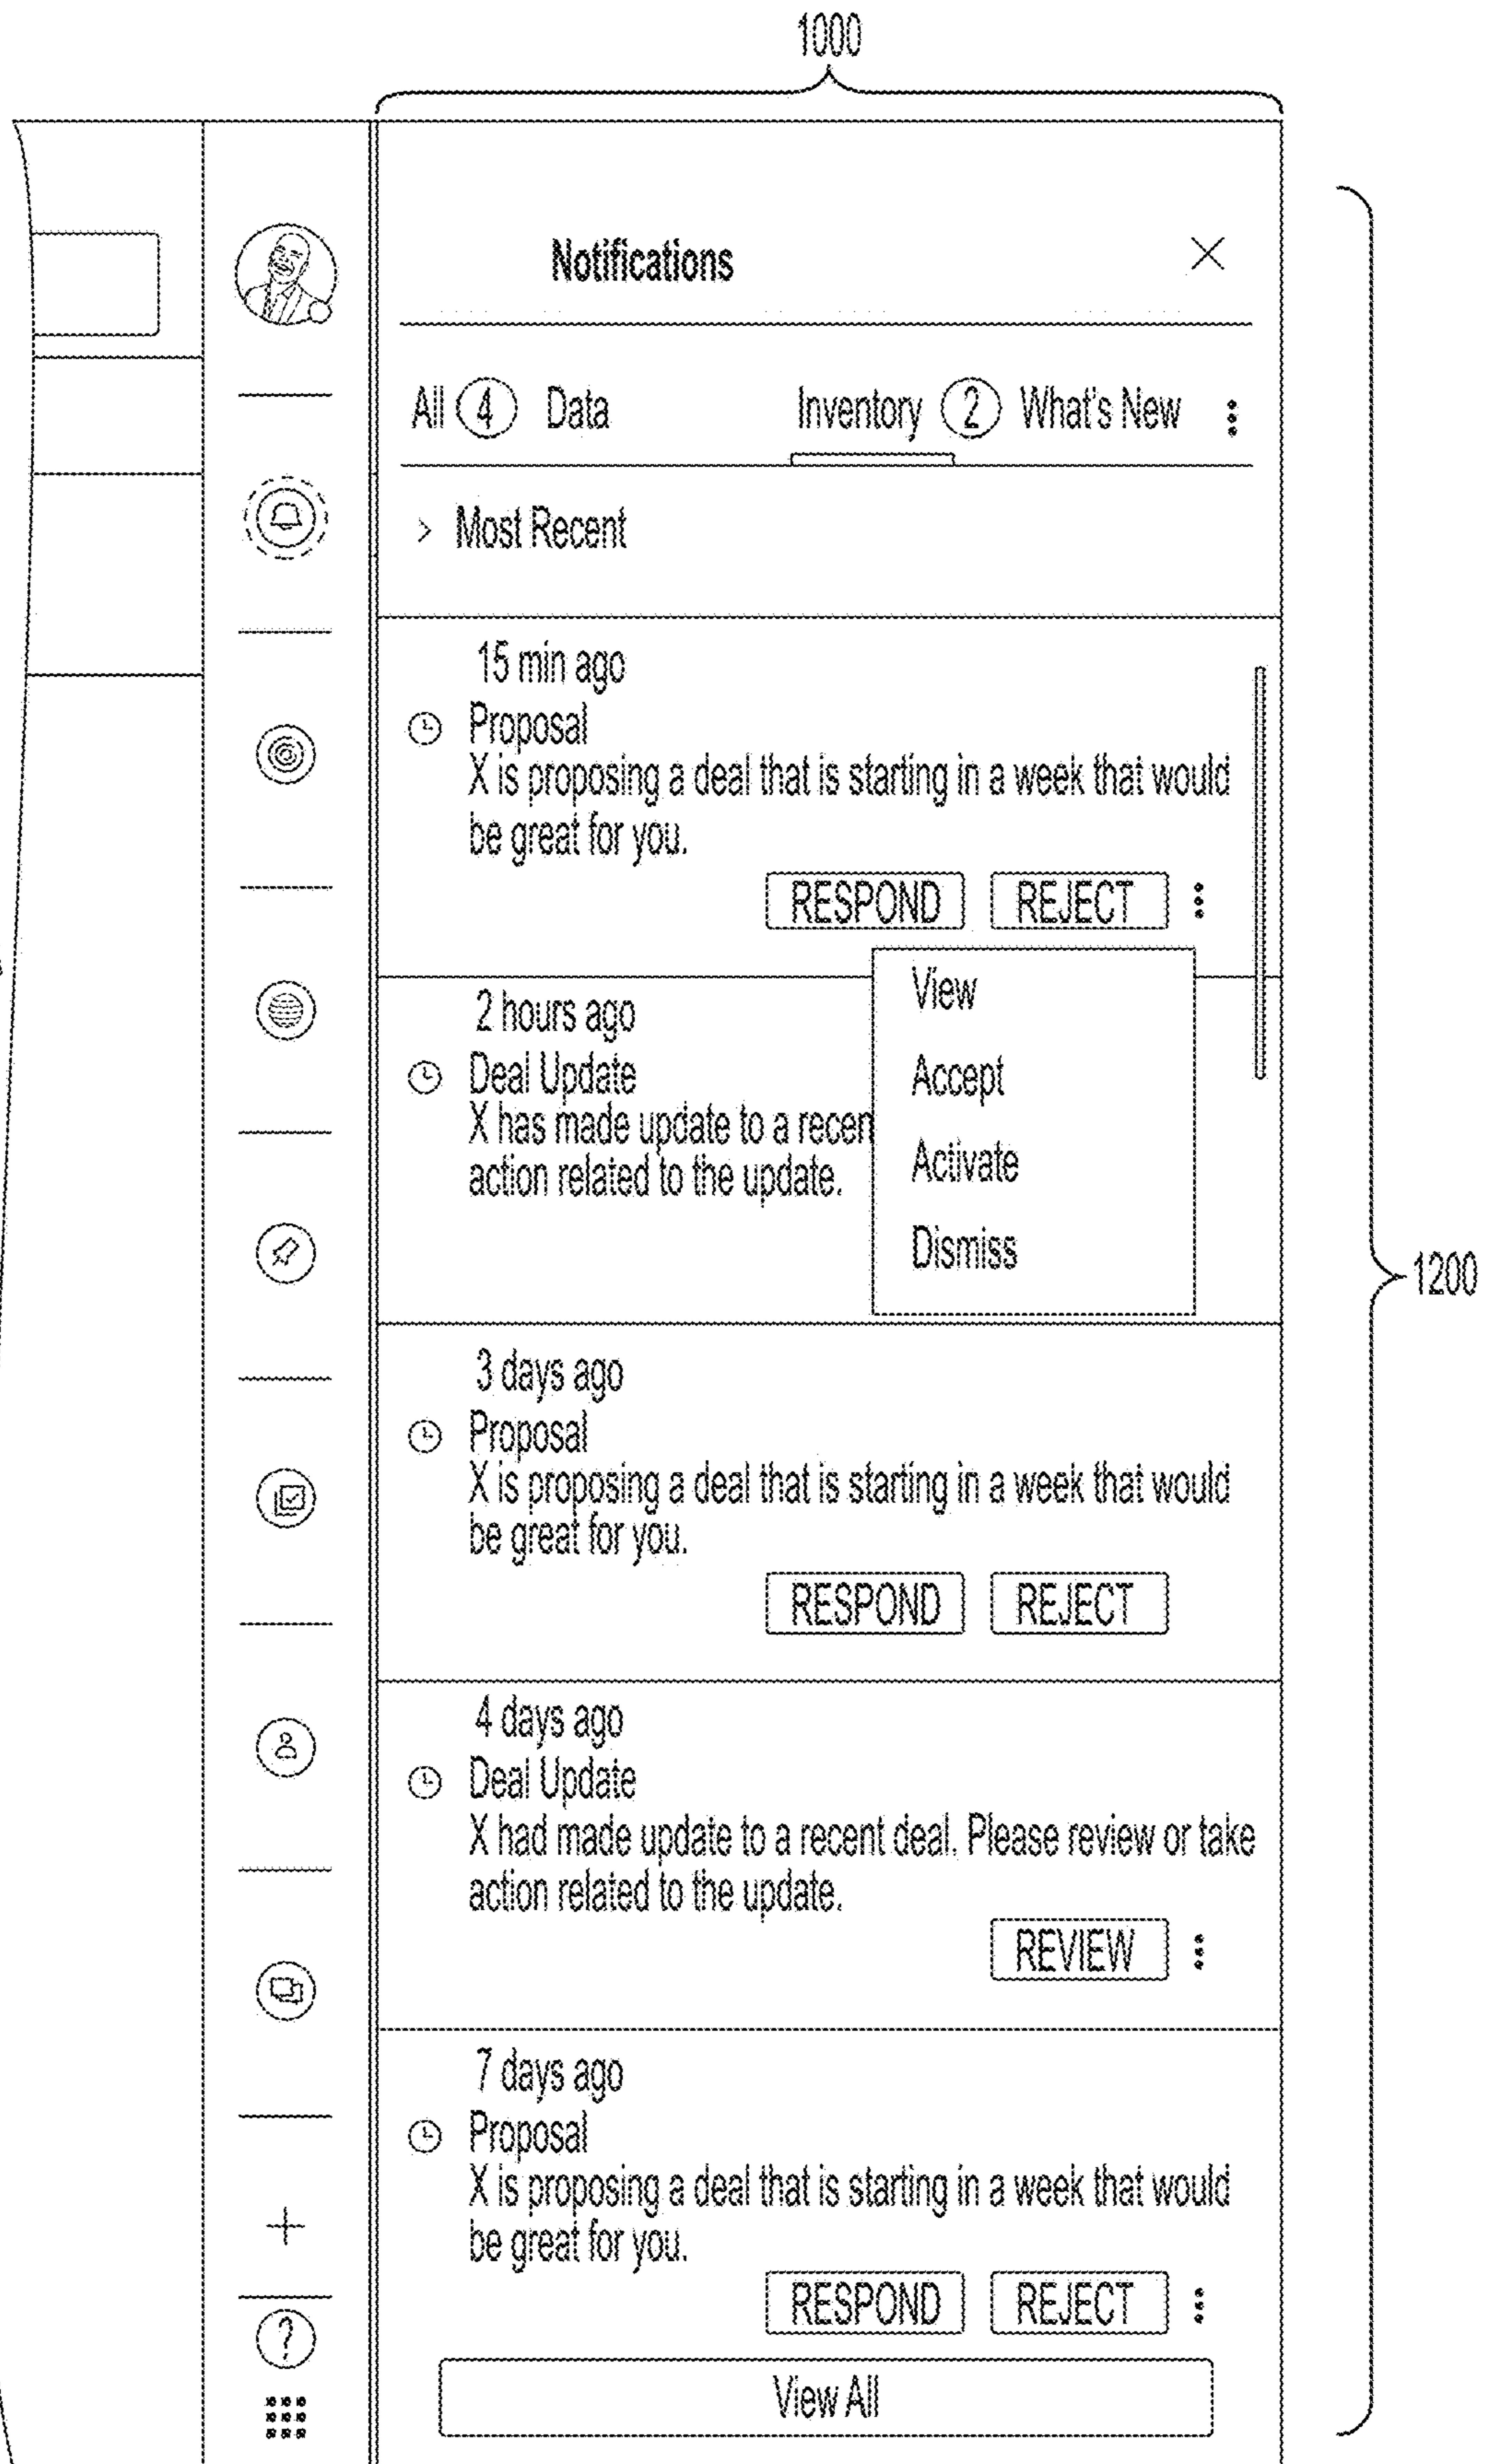 1000
Notifications
All 4 Data Inventory 2 What's New
> Most Recent
15 min ago
Proposal
X is proposing a deal that is starting in a week that would
be great for you.
RESPOND REJECT
View
Accept
Activate
Dismiss
2 hours ago
Deal Update
X has made update to a recen
action related to the update.
1200
3 days ago
Proposal
X is proposing a deal that is starting in a week that would
be great for you.
RESPOND REJECT
4 days ago
Deal Update
X had made update to a recent deal. Please review or take
action related to the update.
REVIEW
7 days ago
Proposal
X is proposing a deal that is starting in a week that would
be great for you.
RESPOND REJECT
?
View All